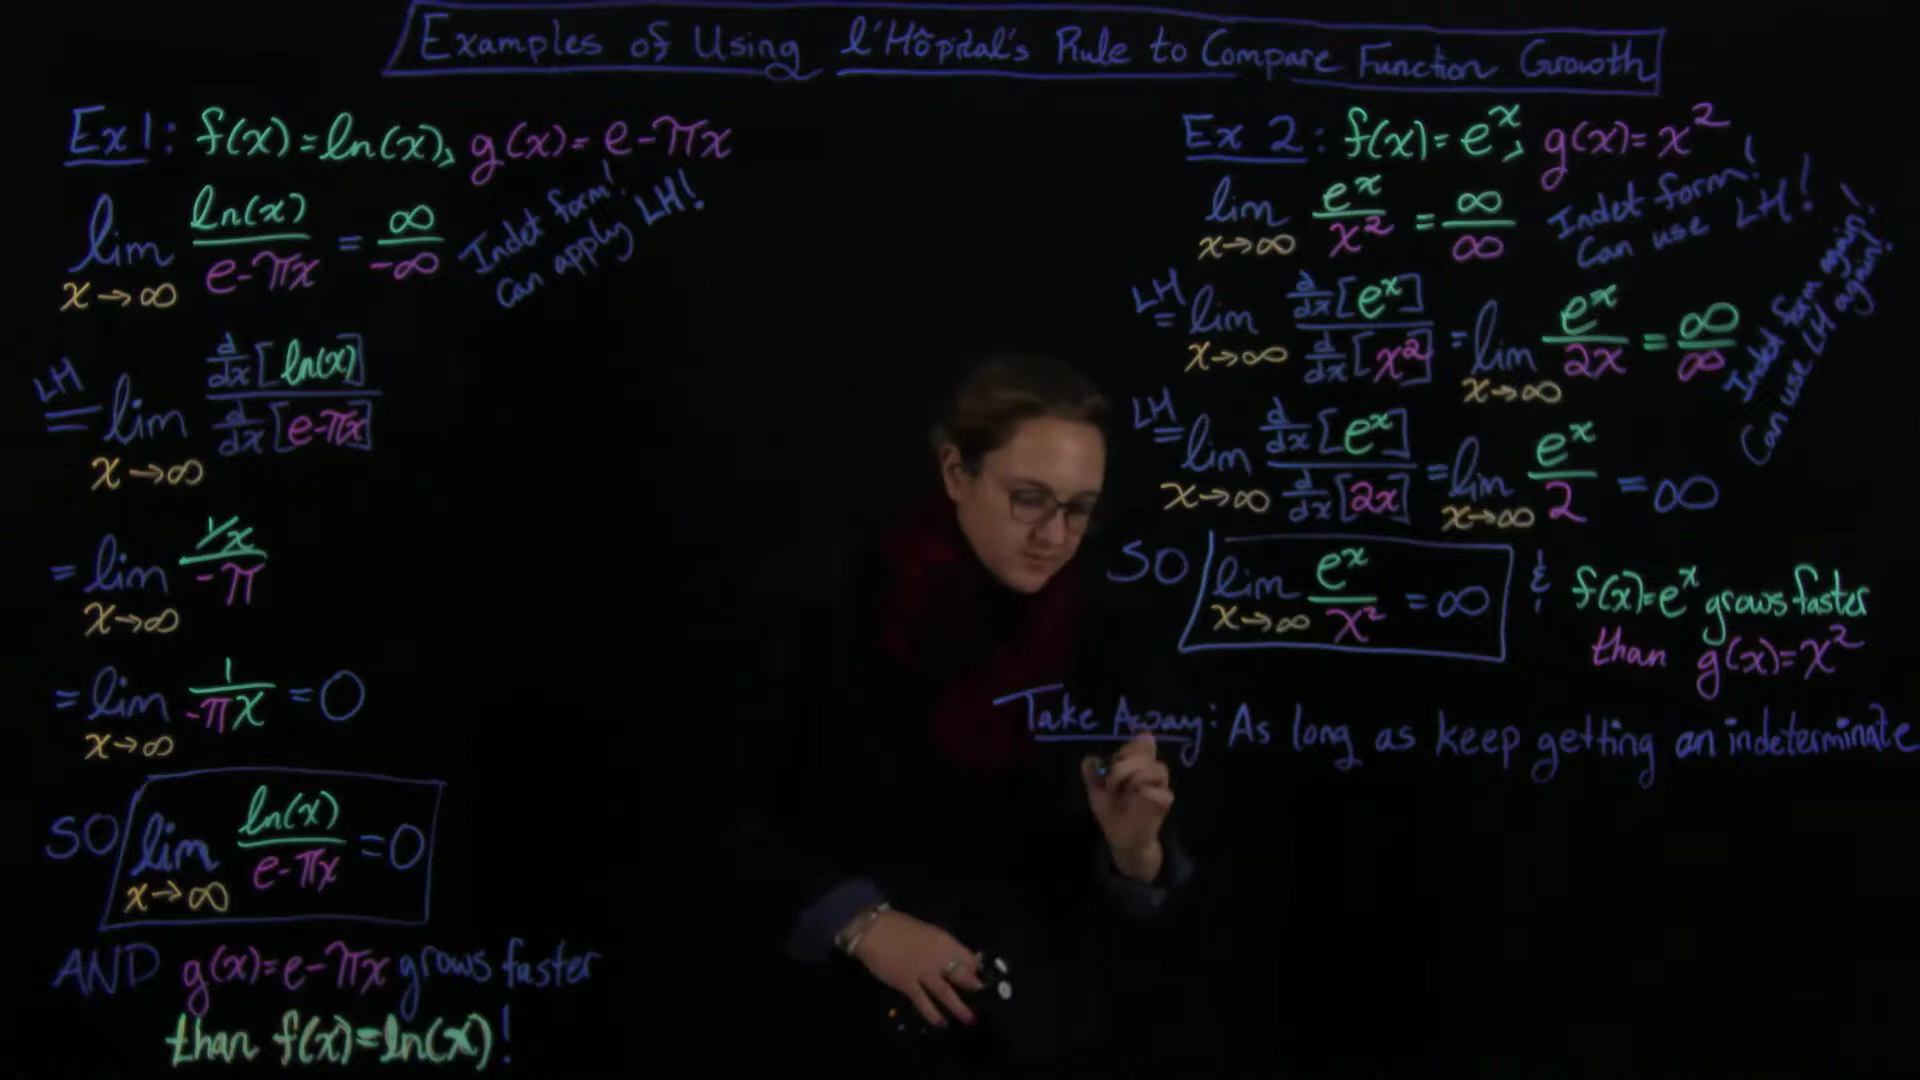 Examples of Using l'Hôpital's Rule to Compare Function Growth
Ex 1: f(x)=ln(x), g(x)=e-πx
lim x→∞ ln(x)/(e-πx) = ∞/-∞
Indet form!
can apply LH!
LH = lim x→∞ d/dx[ln(x)] / d/dx[e-πx]
= lim x→∞ (1/x)/(-π)
= lim x→∞ 1/(-πx) = 0
SO lim x→∞ ln(x)/(e-πx) = 0
AND g(x)=e-πx grows faster
than f(x)=ln(x)!
Ex 2: f(x)=e^x, g(x)=x^2
lim x→∞ e^x/x^2 = ∞/∞
Indet form!
Can use LH!
LH = lim x→∞ d/dx[e^x] / d/dx[x^2] = lim x→∞ e^x/2x = ∞/∞
Indet form again!
Can use LH again!
LH = lim x→∞ d/dx[e^x] / d/dx[2x] = lim x→∞ e^x/2 = ∞
SO lim x→∞ e^x/x^2 = ∞ & f(x)=e^x grows faster
than g(x)=x^2
Take Away: As long as keep getting an indeterminate